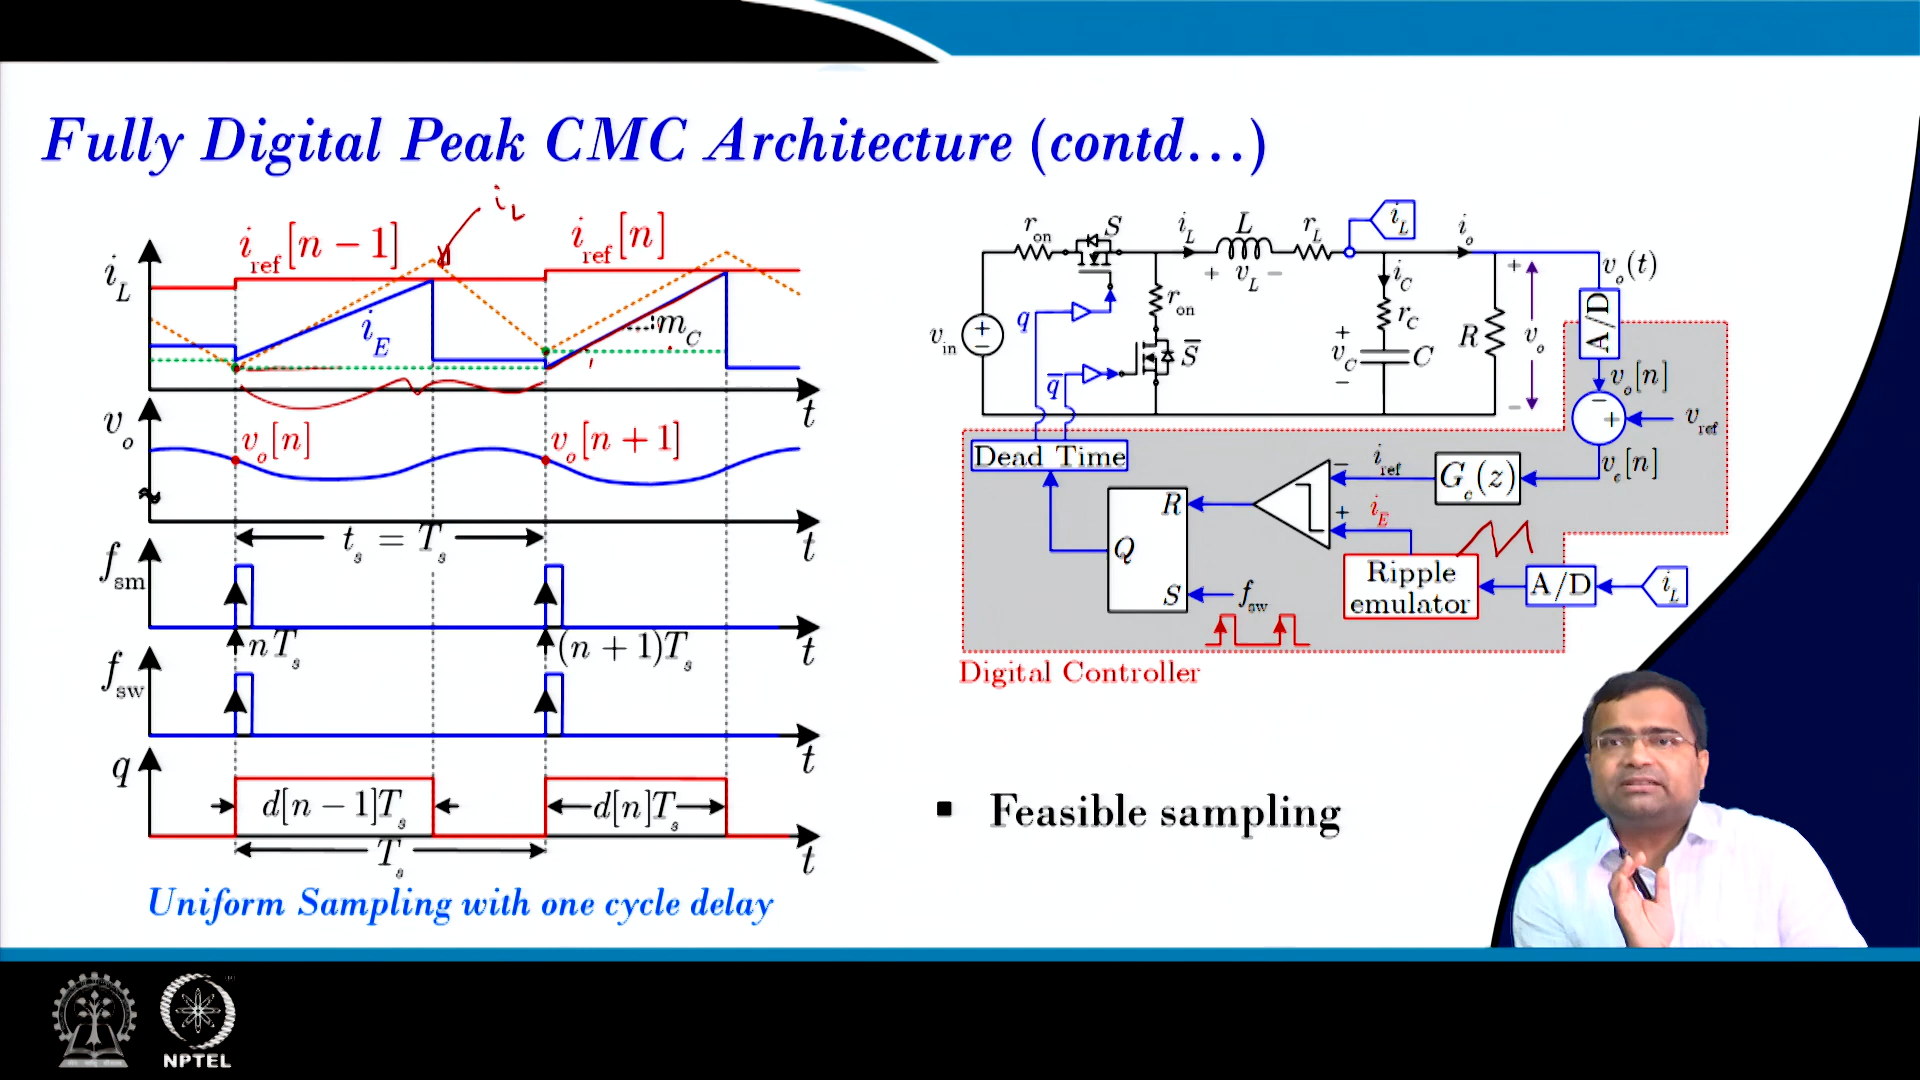 Fully Digital Peak CMC Architecture (contd...)
i_L
i_L
i_ref[n − 1]
i_ref[n]
i_E
m_C
t
v_o
v_o[n]
v_o[n + 1]
t_s = T_s
t
f_sm
nT_s
(n + 1)T_s
t
f_sw
t
q
d[n − 1]T_s
d[n]T_s
T_s
t
Uniform Sampling with one cycle delay
r_on
S
i_L
L
r_L
i_L
i_o
+ v_L −
i_C
+
v_o(t)
r_on
r_C
A/D
q
v_in
+
−
S̅
+
v_C
−
C
R
v_o
−
q̅
v_o[n]
−
+
v_ref
Dead Time
v_e[n]
i_ref
G_c(z)
−
+
i_E
R
Q
S
f_sw
Ripple
emulator
A/D
i_L
Digital Controller
▪ Feasible sampling
NPTEL